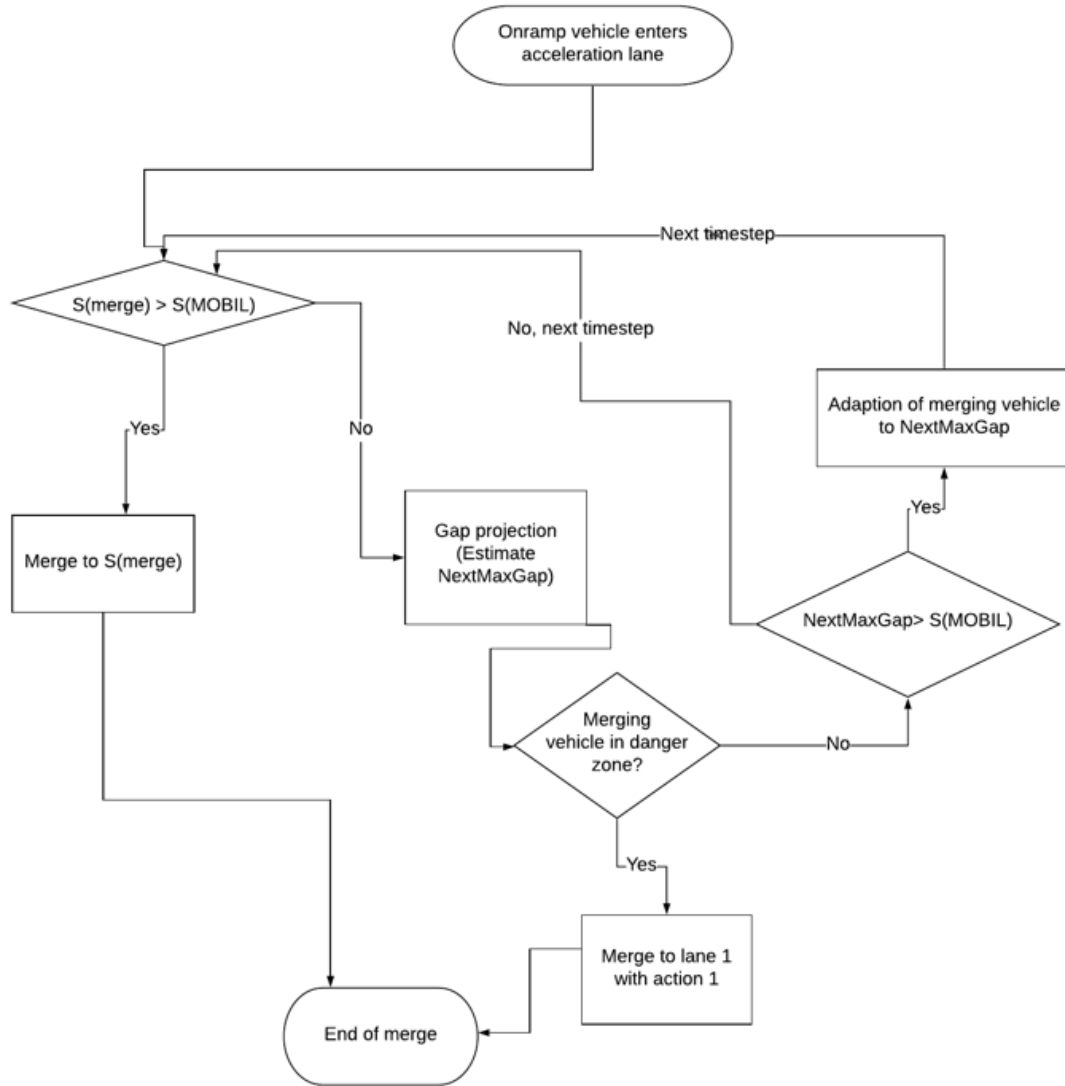 Onramp vehicle enters
acceleration lane
Next timestep
S(merge) > S(MOBIL)
No, next timestep
Adaption of merging vehicle
to NextMaxGap
Yes
No
Yes
Gap projection
(Estimate
NextMaxGap)
Merge to S(merge)
NextMaxGap> S(MOBIL)
Merging
vehicle in danger
zone?
No
Yes
Merge to lane 1
with action 1
End of merge